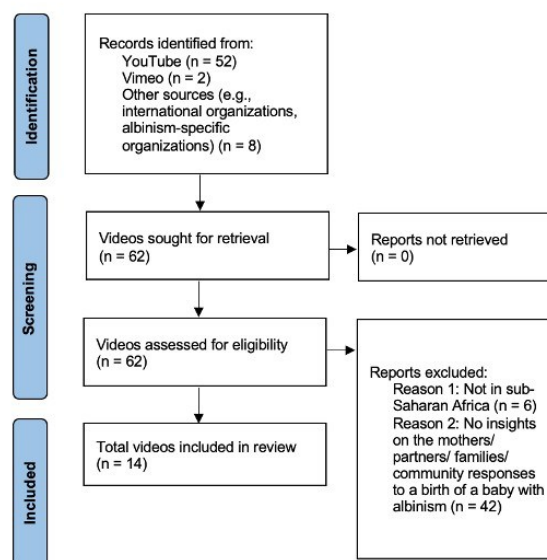 Identification
Records identified from:
YouTube (n = 52)
Vimeo (n = 2)
Other sources (e.g.,
international organizations,
albinism-specific
organizations) (n = 8)
Screening
Videos sought for retrieval
(n = 62)
Reports not retrieved
(n = 0)
Videos assessed for eligibility
(n = 62)
Reports excluded:
Reason 1: Not in sub-
Saharan Africa (n = 6)
Reason 2: No insights
on the mothers/
partners/ families/
community responses
to a birth of a baby with
albinism (n = 42)
Included
Total videos included in review
(n = 14)